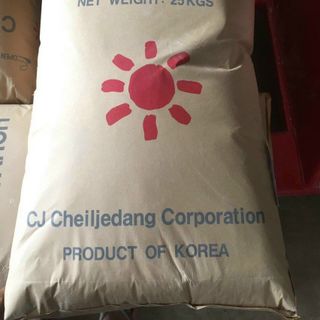 NET WEIGHT: 25 KGS
CJ Cheiljedang Corporation
PRODUCT OF KOREA